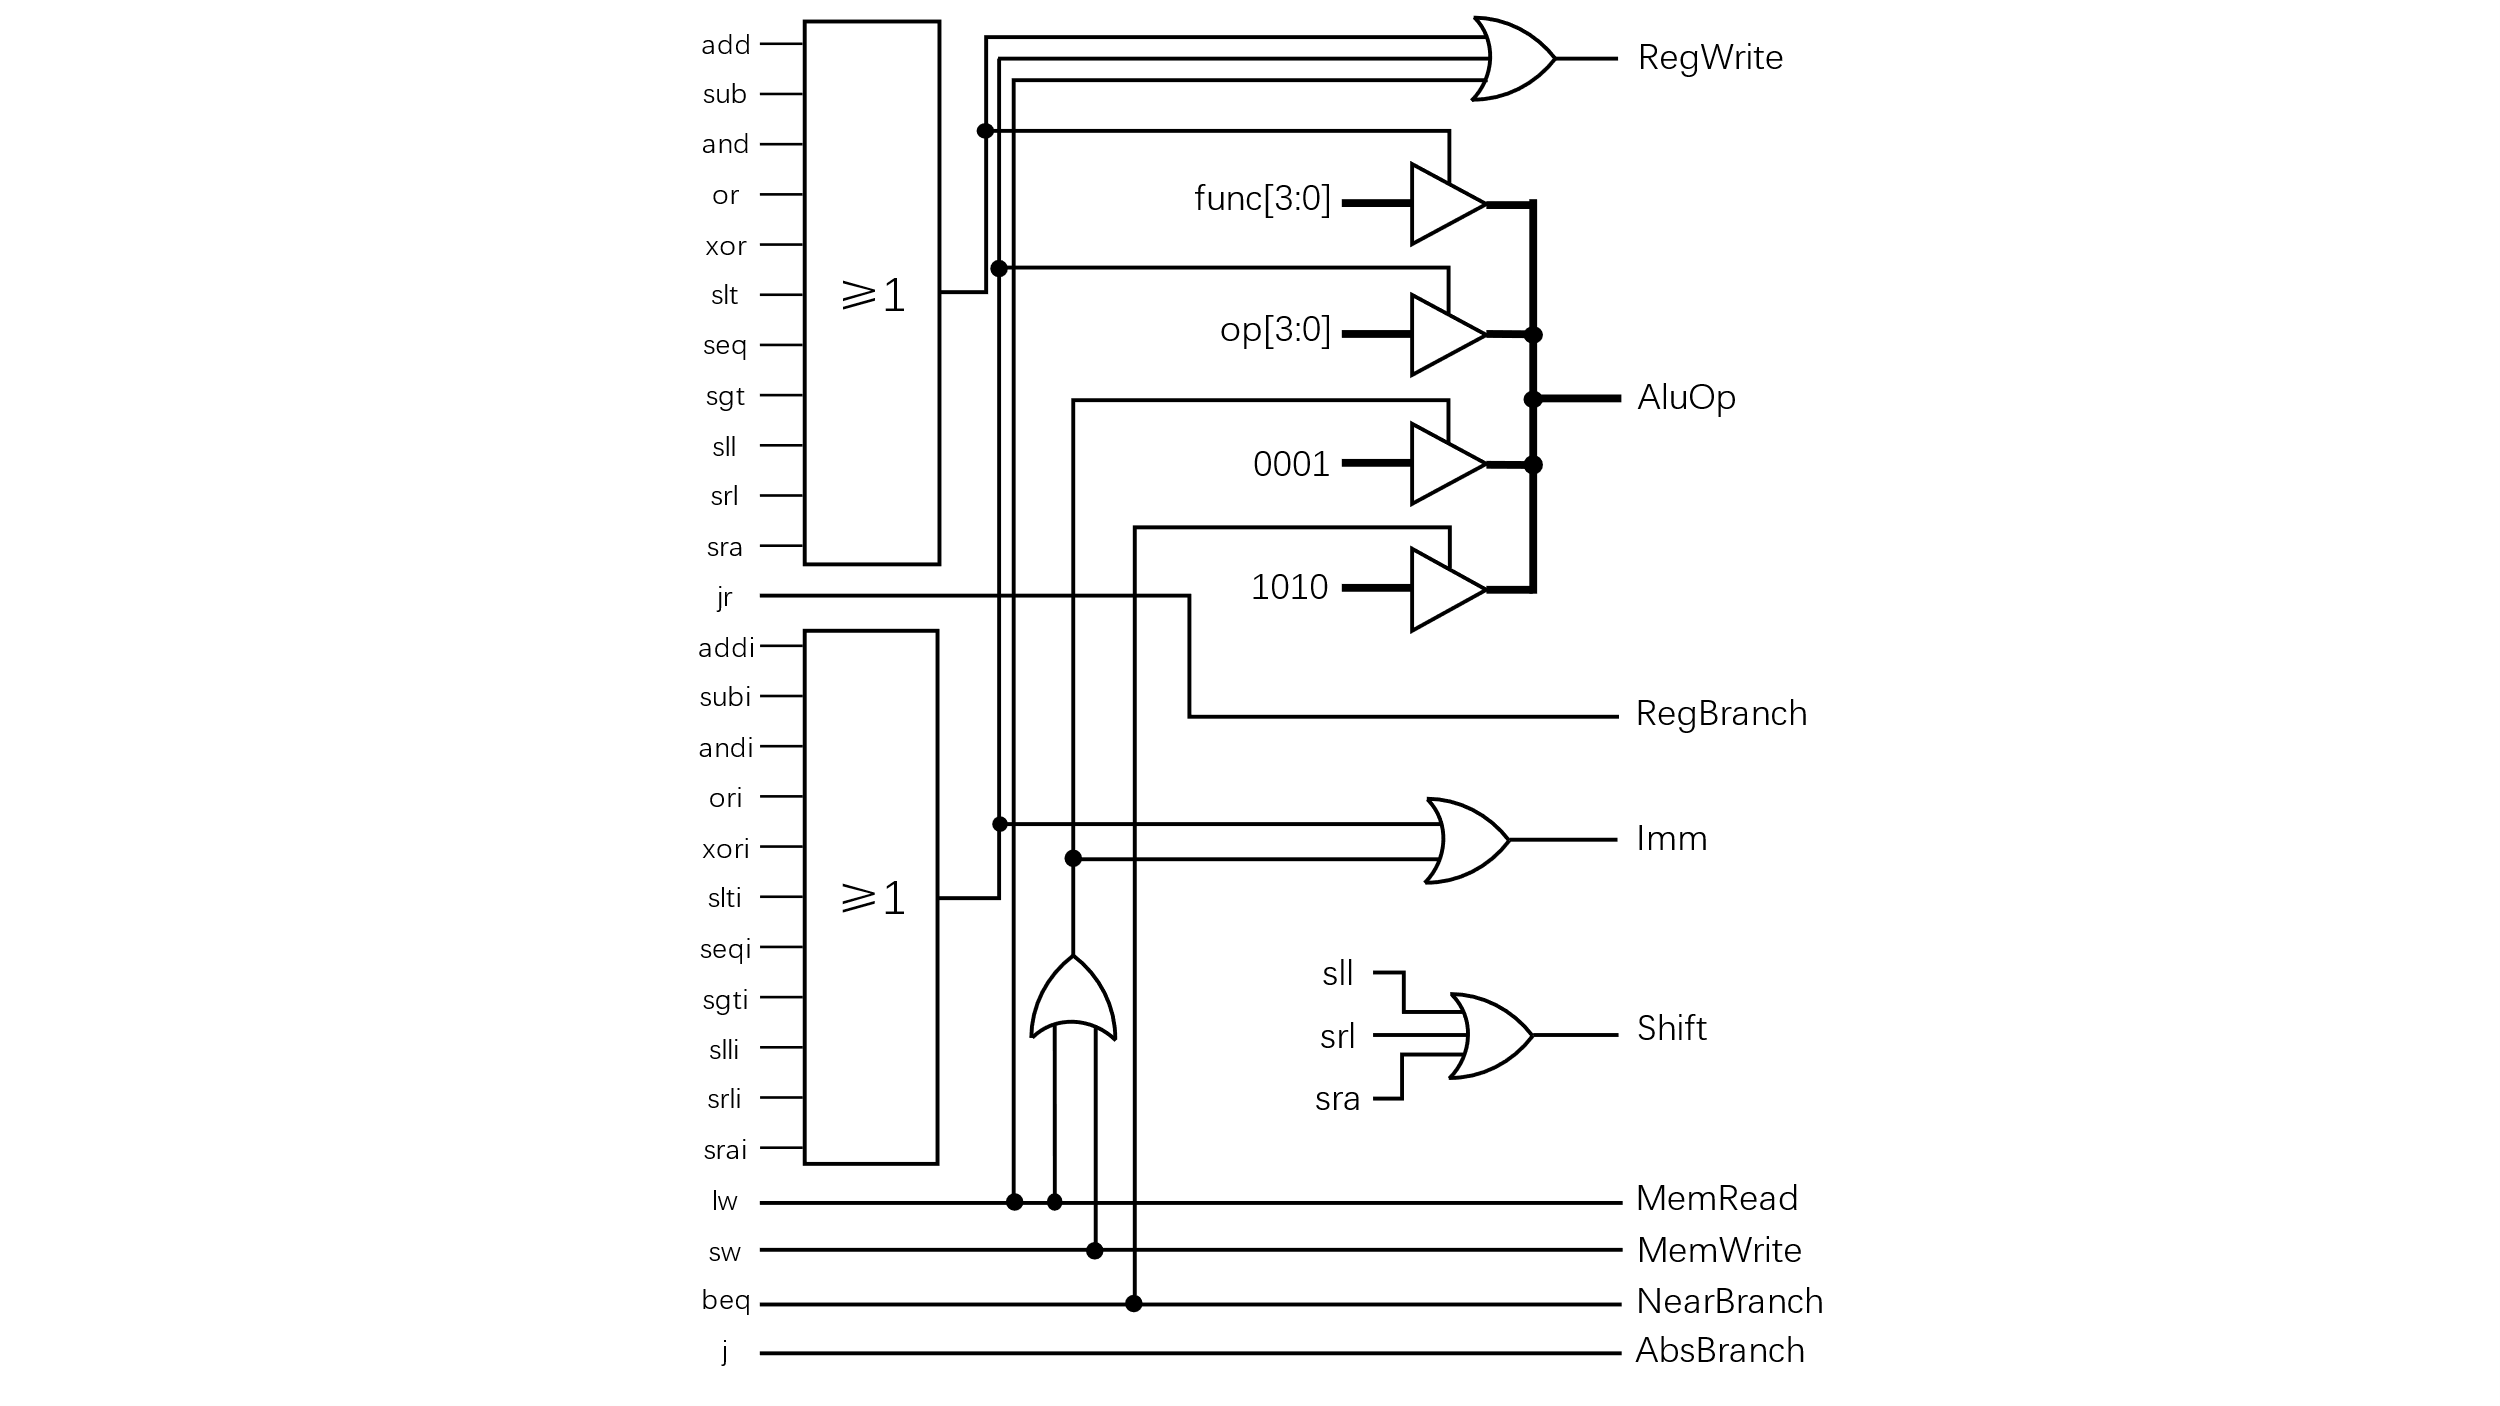 add
sub
and
or
xor
slt
seq
sgt
sll
srl
sra
jr
addi
subi
andi
ori
xori
slti
seqi
sgti
slli
srli
srai
lw
sw
beq
j
≥1
≥1
func[3:0]
op[3:0]
0001
1010
sll
srl
sra
RegWrite
AluOp
RegBranch
Imm
Shift
MemRead
MemWrite
NearBranch
AbsBranch